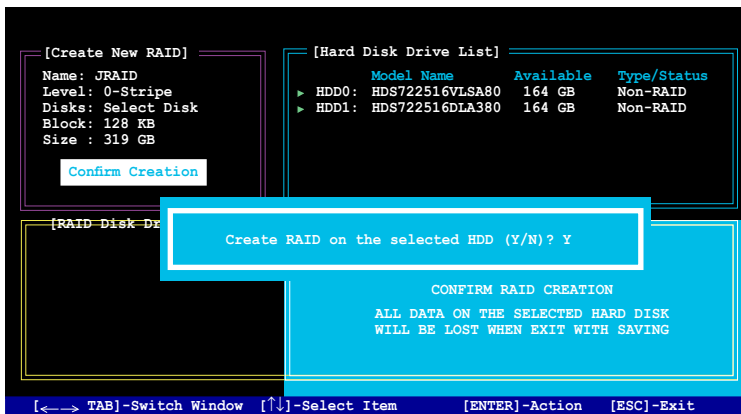 [Create New RAID]
Name: JRAID
Level: 0-Stripe
Disks: Select Disk
Block: 128 KB
Size : 319 GB
Confirm Creation
[Hard Disk Drive List]
Model Name Available Type/Status
▶ HDD0: HDS722516VLSA80 164 GB Non-RAID
▶ HDD1: HDS722516DLA380 164 GB Non-RAID
[RAID Disk Dr
Create RAID on the selected HDD (Y/N)? Y
CONFIRM RAID CREATION
ALL DATA ON THE SELECTED HARD DISK
WILL BE LOST WHEN EXIT WITH SAVING
[←→ TAB]-Switch Window [↑↓]-Select Item [ENTER]-Action [ESC]-Exit